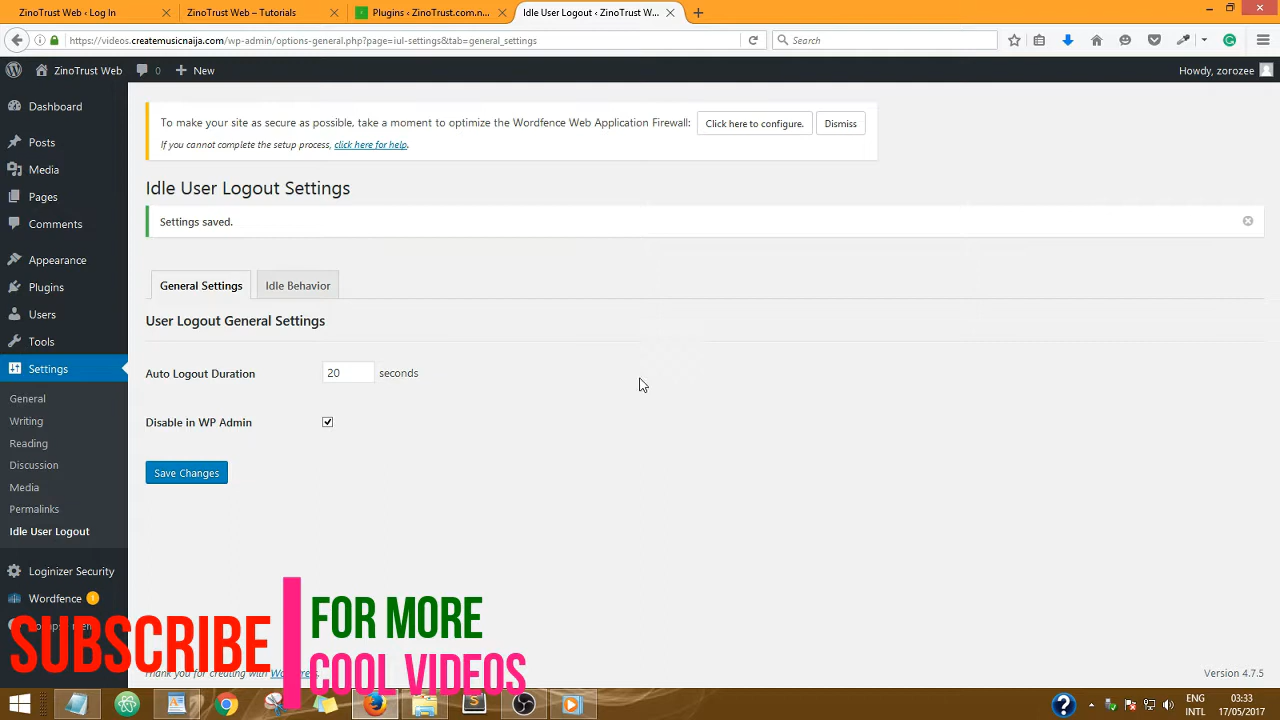 ZinoTrust Web ‹ Log In
ZinoTrust Web – Tutorials
Plugins ‹ ZinoTrust.com.n...
Idle User Logout ‹ ZinoTrust W...
https://videos.createmusicnaija.com/wp-admin/options-general.php?page=iul-settings&tab=general_settings
Search
ZinoTrust Web
0
New
Howdy, zorozee
Dashboard
Posts
Media
Pages
Comments
Appearance
Plugins
Users
Tools
Settings
General
Writing
Reading
Discussion
Media
Permalinks
Idle User Logout
Loginizer Security
Wordfence 1
To make your site as secure as possible, take a moment to optimize the Wordfence Web Application Firewall:
Click here to configure.
Dismiss
If you cannot complete the setup process, click here for help.
Idle User Logout Settings
Settings saved.
General Settings
Idle Behavior
User Logout General Settings
Auto Logout Duration
20
seconds
Disable in WP Admin
Save Changes
SUBSCRIBE
FOR MORE
COOL VIDEOS
Thank you for creating with
Version 4.7.5
ENG
INTL
03:33
17/05/2017